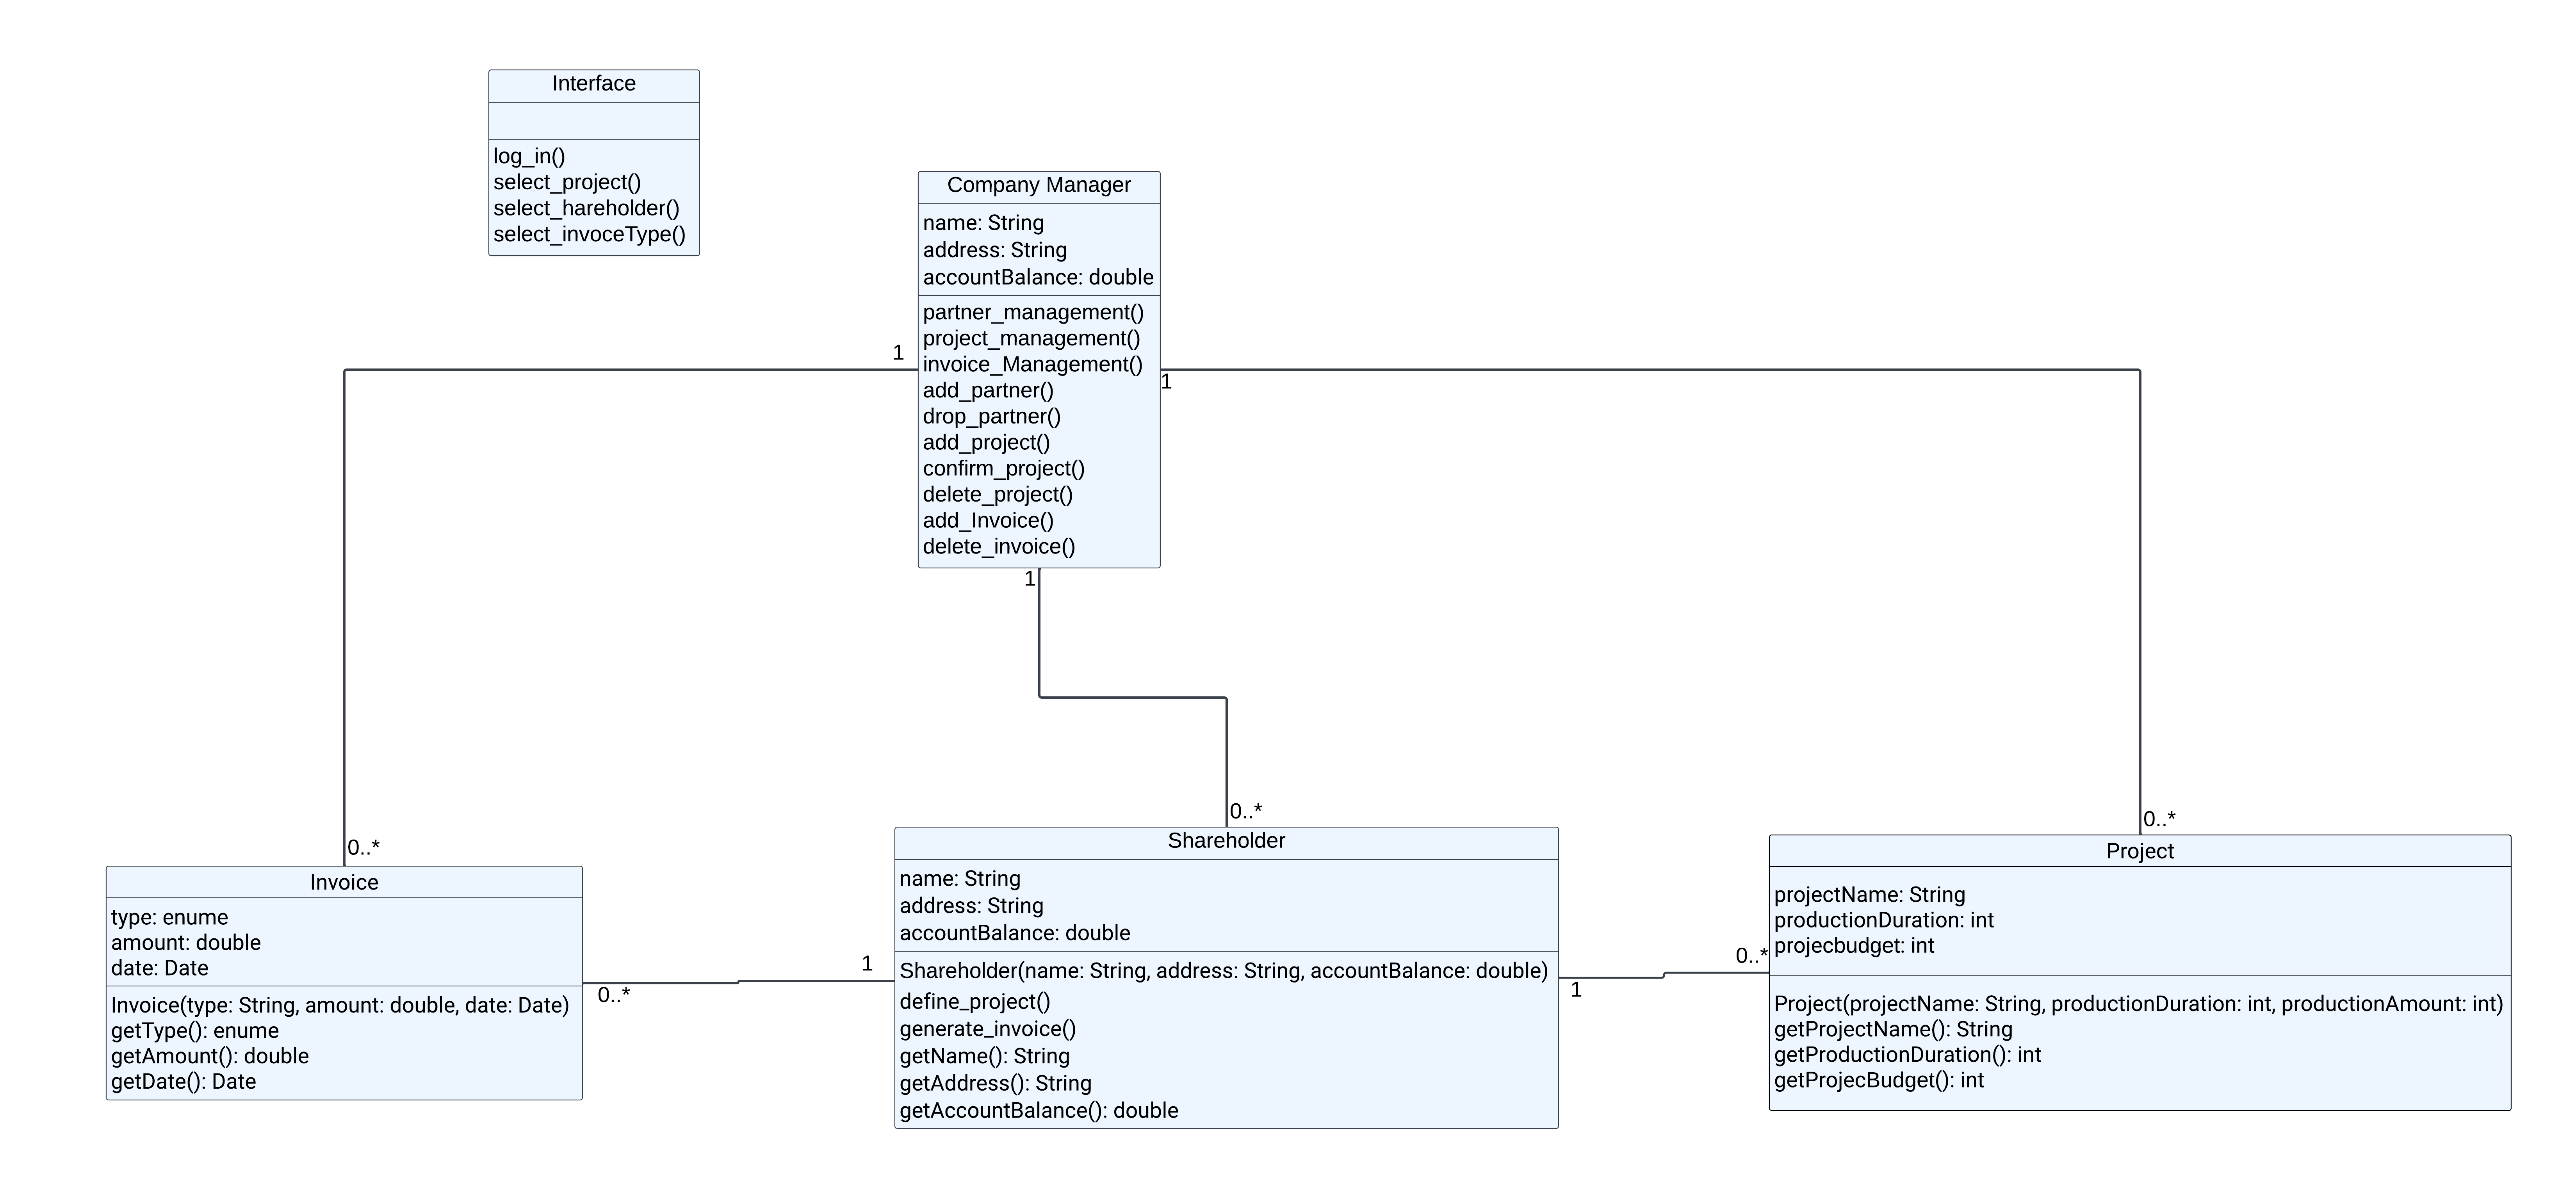 Interface
log_in()
select_project()
select_hareholder()
select_invoceType()
Company Manager
name: String
address: String
accountBalance: double
partner_management()
project_management()
invoice_Management()
add_partner()
drop_partner()
add_project()
confirm_project()
delete_project()
add_Invoice()
delete_invoice()
1
1
1
0..*
0..*
0..*
Invoice
type: enume
amount: double
date: Date
Invoice(type: String, amount: double, date: Date)
getType(): enume
getAmount(): double
getDate(): Date
0..*
1
Shareholder
name: String
address: String
accountBalance: double
Shareholder(name: String, address: String, accountBalance: double)
define_project()
generate_invoice()
getName(): String
getAddress(): String
getAccountBalance(): double
1
0..*
Project
projectName: String
productionDuration: int
projecbudget: int
Project(projectName: String, productionDuration: int, productionAmount: int)
getProjectName(): String
getProductionDuration(): int
getProjecBudget(): int